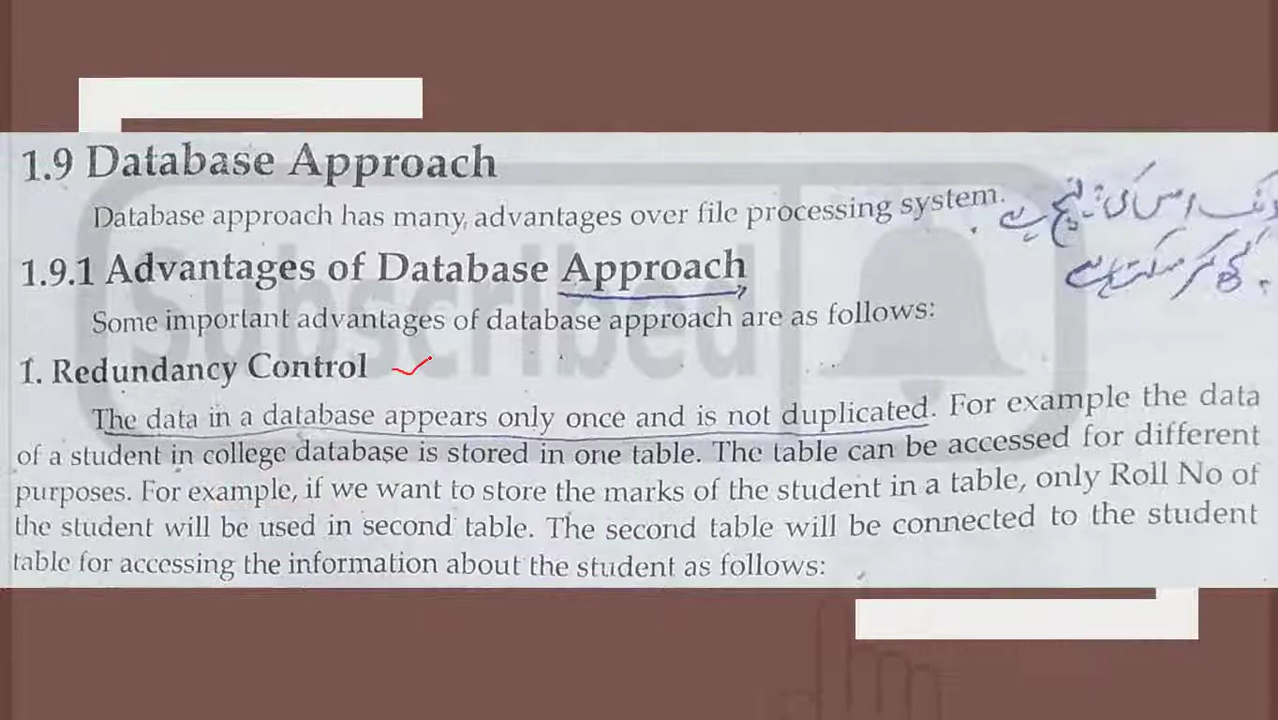 1.9 Database Approach
Database approach has many advantages over file processing system.
1.9.1 Advantages of Database Approach
Some important advantages of database approach are as follows:
1. Redundancy Control
The data in a database appears only once and is not duplicated. For example the data
of a student in college database is stored in one table. The table can be accessed for different
purposes. For example, if we want to store the marks of the student in a table, only Roll No of
the student will be used in second table. The second table will be connected to the student
table for accessing the information about the student as follows:
Subscribed